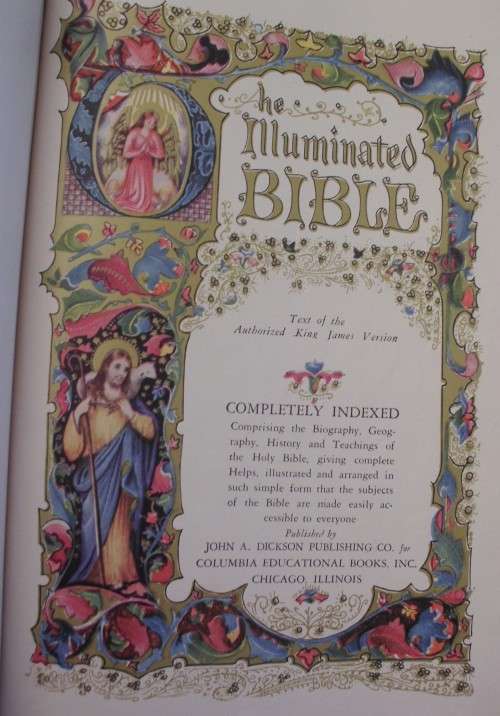 The
Illuminated
BIBLE
Text of the
Authorized King James Version
COMPLETELY INDEXED
Comprising the Biography, Geog-
raphy, History and Teachings of
the Holy Bible, giving complete
Helps, illustrated and arranged in
such simple form that the subjects
of the Bible are made easily ac-
cessible to everyone
Published by
JOHN A. DICKSON PUBLISHING CO. for
COLUMBIA EDUCATIONAL BOOKS, INC.
CHICAGO, ILLINOIS